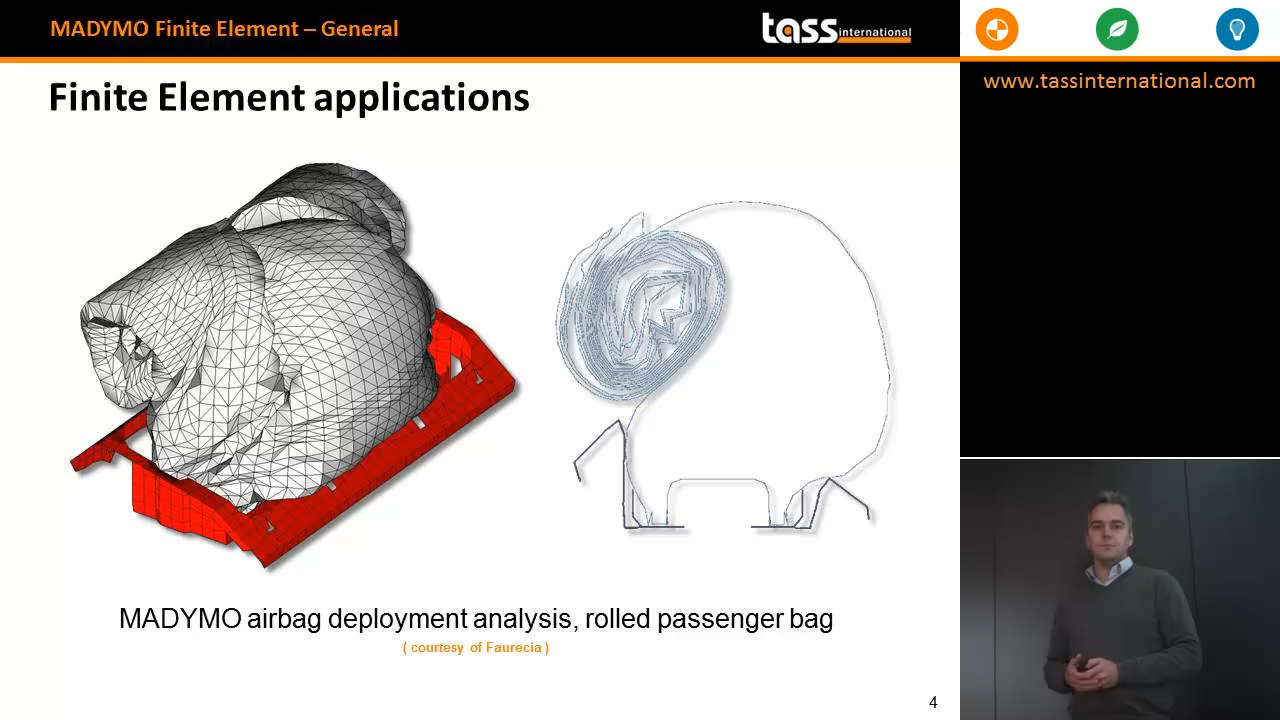 MADYMO Finite Element – General
tass international
www.tassinternational.com
Finite Element applications
MADYMO airbag deployment analysis, rolled passenger bag
( courtesy of Faurecia )
4